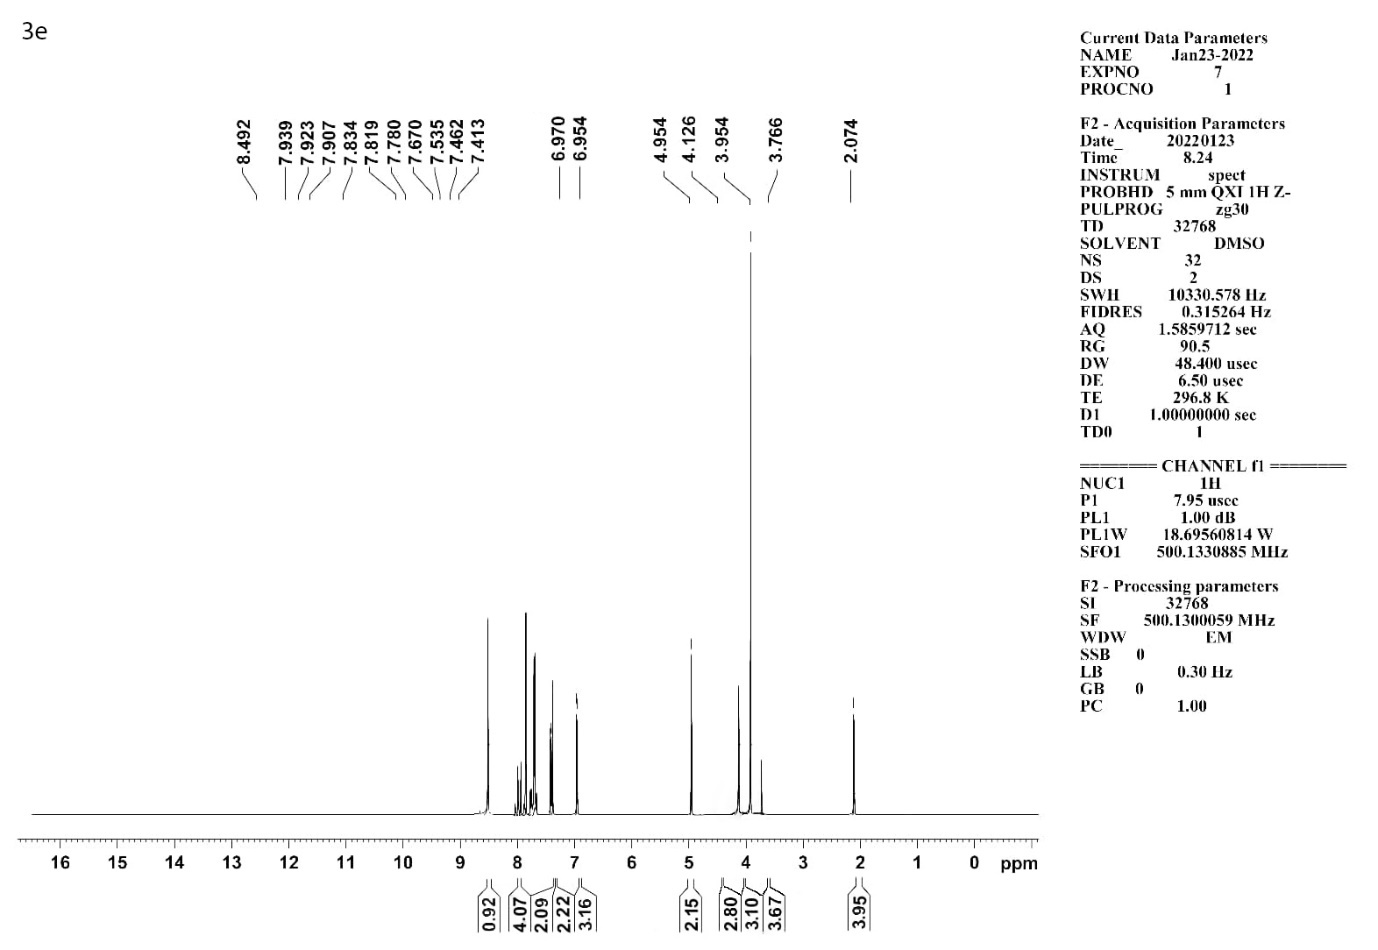 3e
Current Data Parameters
NAME Jan23-2022
EXPNO 7
PROCNO 1
F2 - Acquisition Parameters
Date_ 20220123
Time 8.24
INSTRUM spect
PROBHD 5 mm QXI 1H Z-
PULPROG zg30
TD 32768
SOLVENT DMSO
NS 32
DS 2
SWH 10330.578 Hz
FIDRES 0.315264 Hz
AQ 1.5859712 sec
RG 90.5
DW 48.400 usec
DE 6.50 usec
TE 296.8 K
D1 1.00000000 sec
TD0 1
======== CHANNEL f1 ========
NUC1 1H
P1 7.95 usec
PL1 1.00 dB
PL1W 18.69560814 W
SFO1 500.1330885 MHz
F2 - Processing parameters
SI 32768
SF 500.1300059 MHz
WDW EM
SSB 0
LB 0.30 Hz
GB 0
PC 1.00
8.492
7.939
7.923
7.907
7.834
7.819
7.780
7.670
7.535
7.462
7.413
6.970
6.954
4.954
4.126
3.954
3.766
2.074
16 15 14 13 12 11 10 9 8 7 6 5 4 3 2 1 0 ppm
0.92
4.07
2.09
2.22
3.16
2.15
2.80
3.10
3.67
3.95